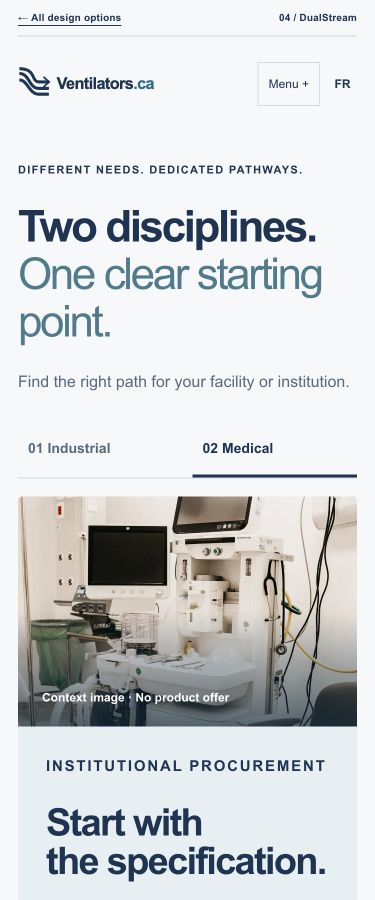 ← All design options
04 / DualStream
Ventilators.ca
Menu +
FR
DIFFERENT NEEDS. DEDICATED PATHWAYS.
Two disciplines.
One clear starting
point.
Find the right path for your facility or institution.
01 Industrial
02 Medical
Context image · No product offer
INSTITUTIONAL PROCUREMENT
Start with
the specification.